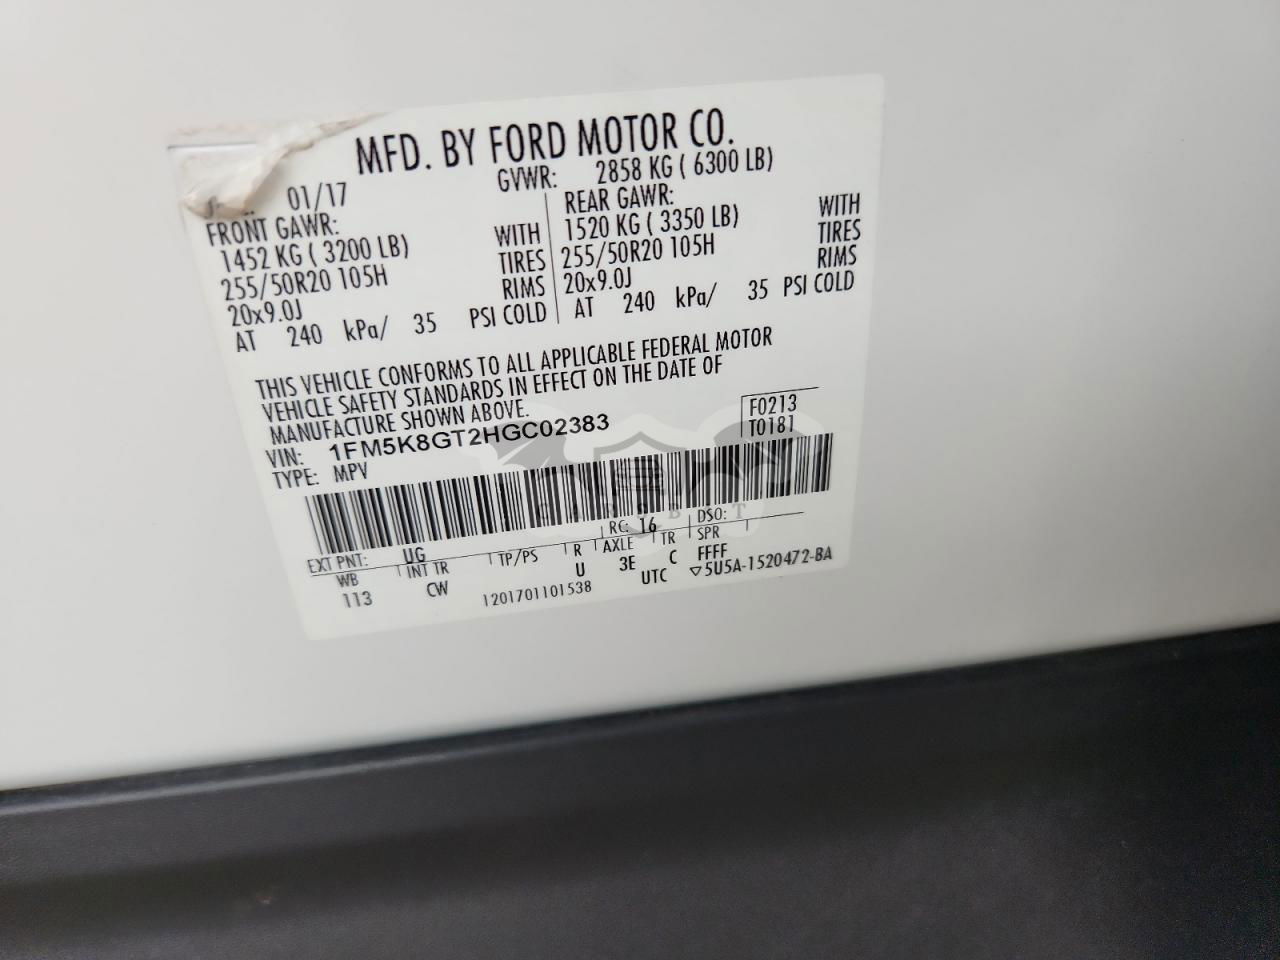 MFD. BY FORD MOTOR CO.
01/17
GVWR: 2858 KG ( 6300 LB)
FRONT GAWR:
1452 KG ( 3200 LB) WITH
255/50R20 105H TIRES
20x9.0J RIMS
AT 240 kPa/ 35 PSI COLD
REAR GAWR:
1520 KG ( 3350 LB) WITH
255/50R20 105H TIRES
20x9.0J RIMS
AT 240 kPa/ 35 PSI COLD
THIS VEHICLE CONFORMS TO ALL APPLICABLE FEDERAL MOTOR
VEHICLE SAFETY STANDARDS IN EFFECT ON THE DATE OF
MANUFACTURE SHOWN ABOVE.
VIN: 1FM5K8GT2HGC02383
TYPE: MPV
F0213
T0181
EXT PNT: UG RC: 16 DSO:
WB INT TR TP/PS R AXLE TR SPR
113 CW U 3E C FFFF
1201701101538 UTC ▽5U5A-1520472-BA